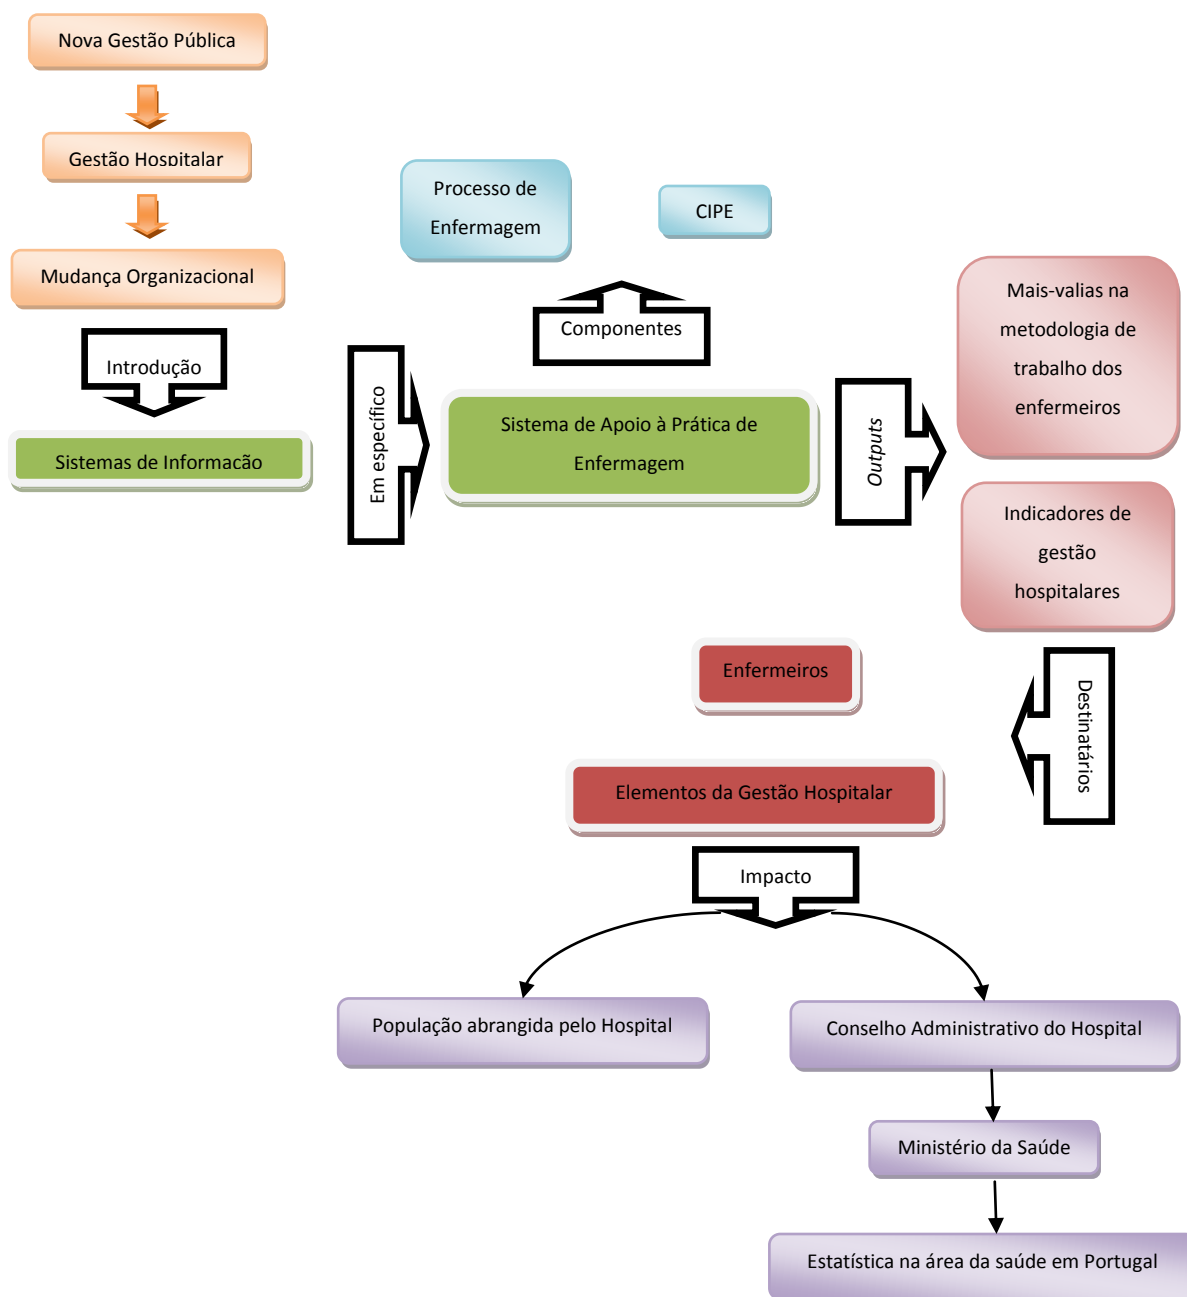 Nova Gestão Pública
Gestão Hospitalar
Mudança Organizacional
Introdução
Sistemas de Informação
Em específico
Processo de
Enfermagem
CIPE
Componentes
Sistema de Apoio à Prática de
Enfermagem
Outputs
Mais-valias na
metodologia de
trabalho dos
enfermeiros
Indicadores de
gestão
hospitalares
Destinatários
Enfermeiros
Elementos da Gestão Hospitalar
Impacto
População abrangida pelo Hospital
Conselho Administrativo do Hospital
Ministério da Saúde
Estatística na área da saúde em Portugal